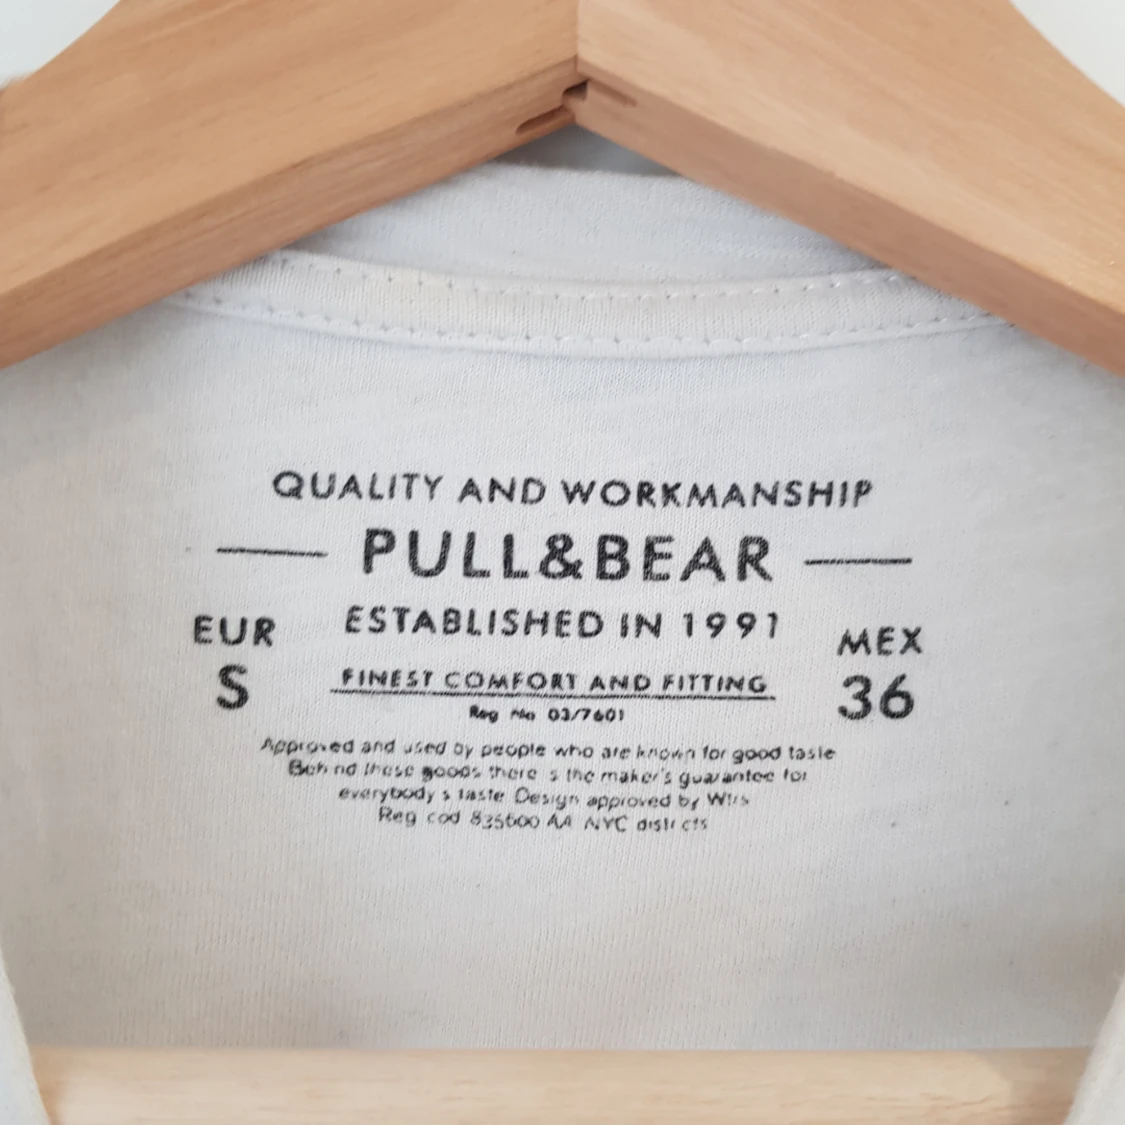 QUALITY AND WORKMANSHIP
PULL&BEAR
ESTABLISHED IN 1991
EUR
S
MEX
36
FINEST COMFORT AND FITTING
Reg No 03/7601
Approved and used by people who are known for good taste
Behind these goods there is the maker's guarantee for
everybody s taste Design approved by
Reg cod 835600 AA NYC districts